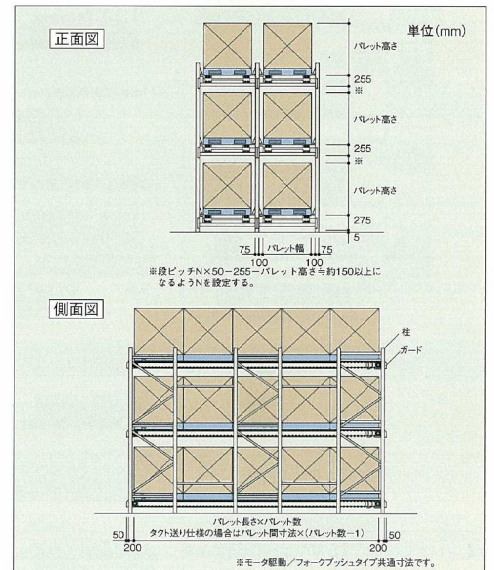 正面図
単位(mm)
パレット高さ
255
※
パレット高さ
255
※
パレット高さ
275
5
75
パレット幅
75
100
100
※段ピッチN×50−255−パレット高さ≒約150以上に
なるようNを設定する。
側面図
柱
ガード
パレット長さ×パレット数
タクト送り仕様の場合はパレット間寸法×(パレット数−1)
50
50
200
200
※モータ駆動/フォークプッシュタイプ共通寸法です。